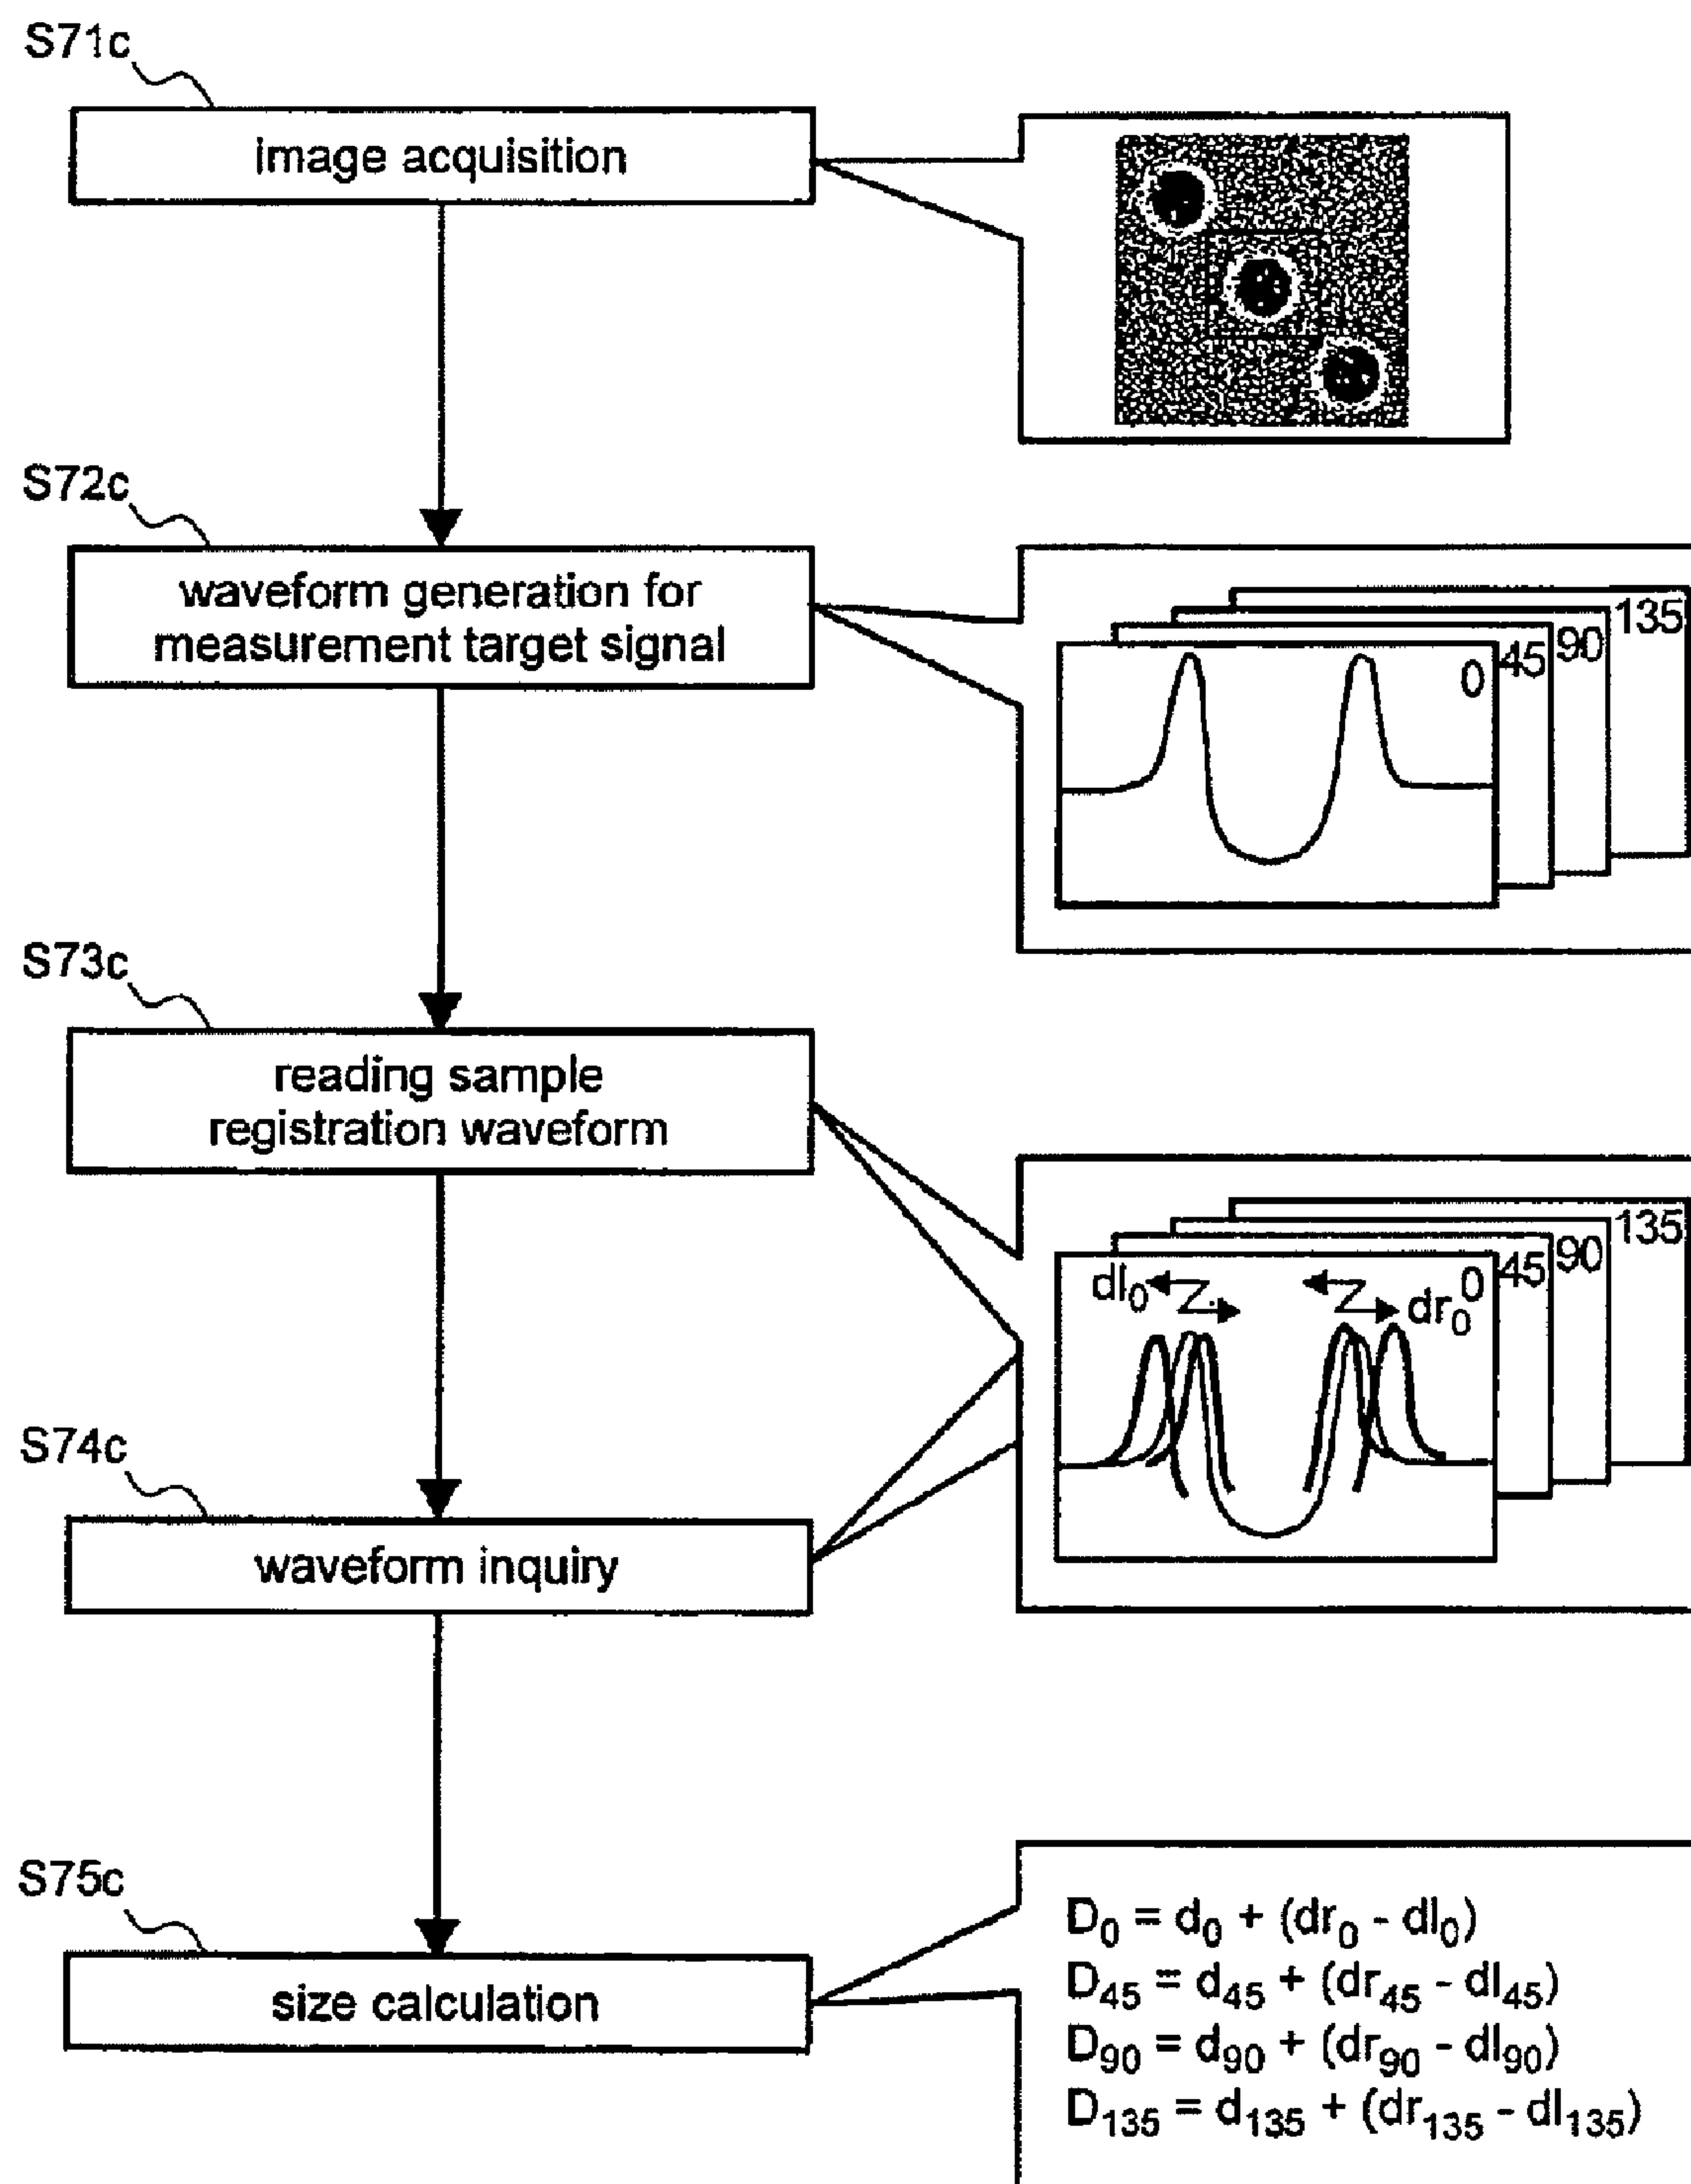 S71c
image acquisition
S72c
waveform generation for
measurement target signal
0
45
90
135
S73c
reading sample
registration waveform
dl₀
dr₀
0
45
90
135
S74c
waveform inquiry
S75c
size calculation
D₀ = d₀ + (dr₀ - dl₀)
D₄₅ = d₄₅ + (dr₄₅ - dl₄₅)
D₉₀ = d₉₀ + (dr₉₀ - dl₉₀)
D₁₃₅ = d₁₃₅ + (dr₁₃₅ - dl₁₃₅)